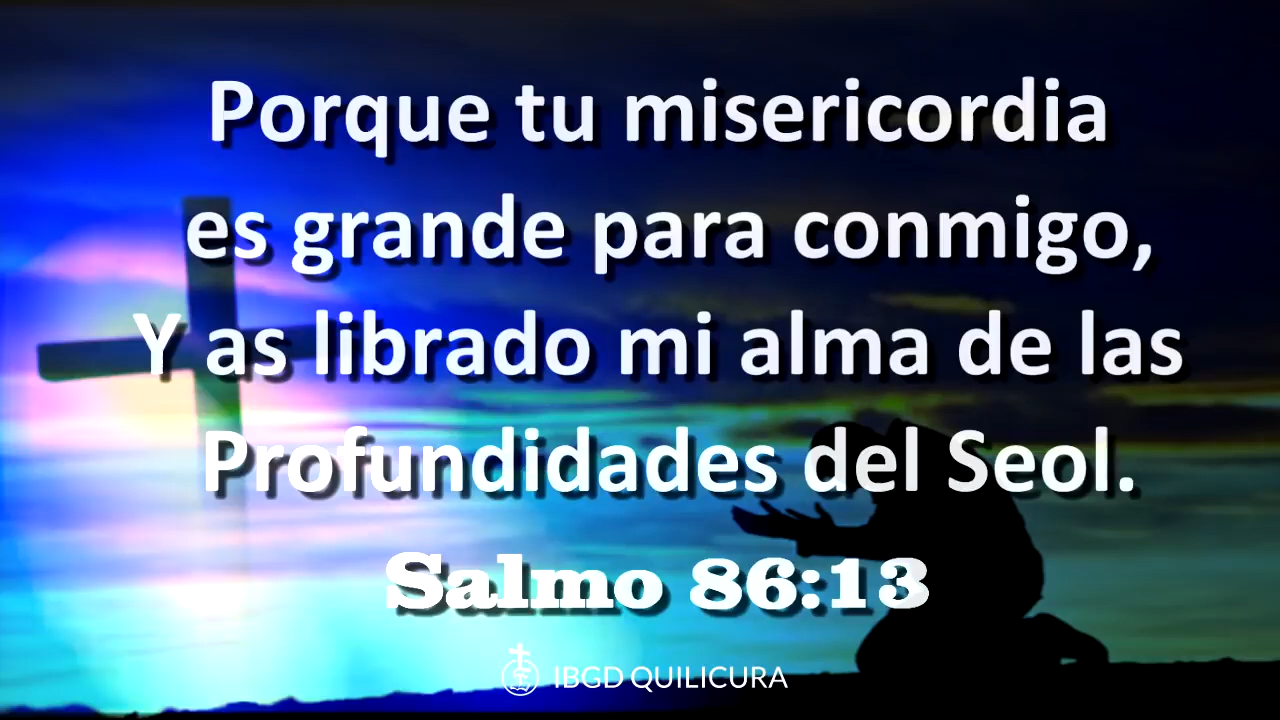 Porque tu misericordia
es grande para conmigo,
Y as librado mi alma de las
Profundidades del Seol.
Salmo 86:13
IBGD QUILICURA